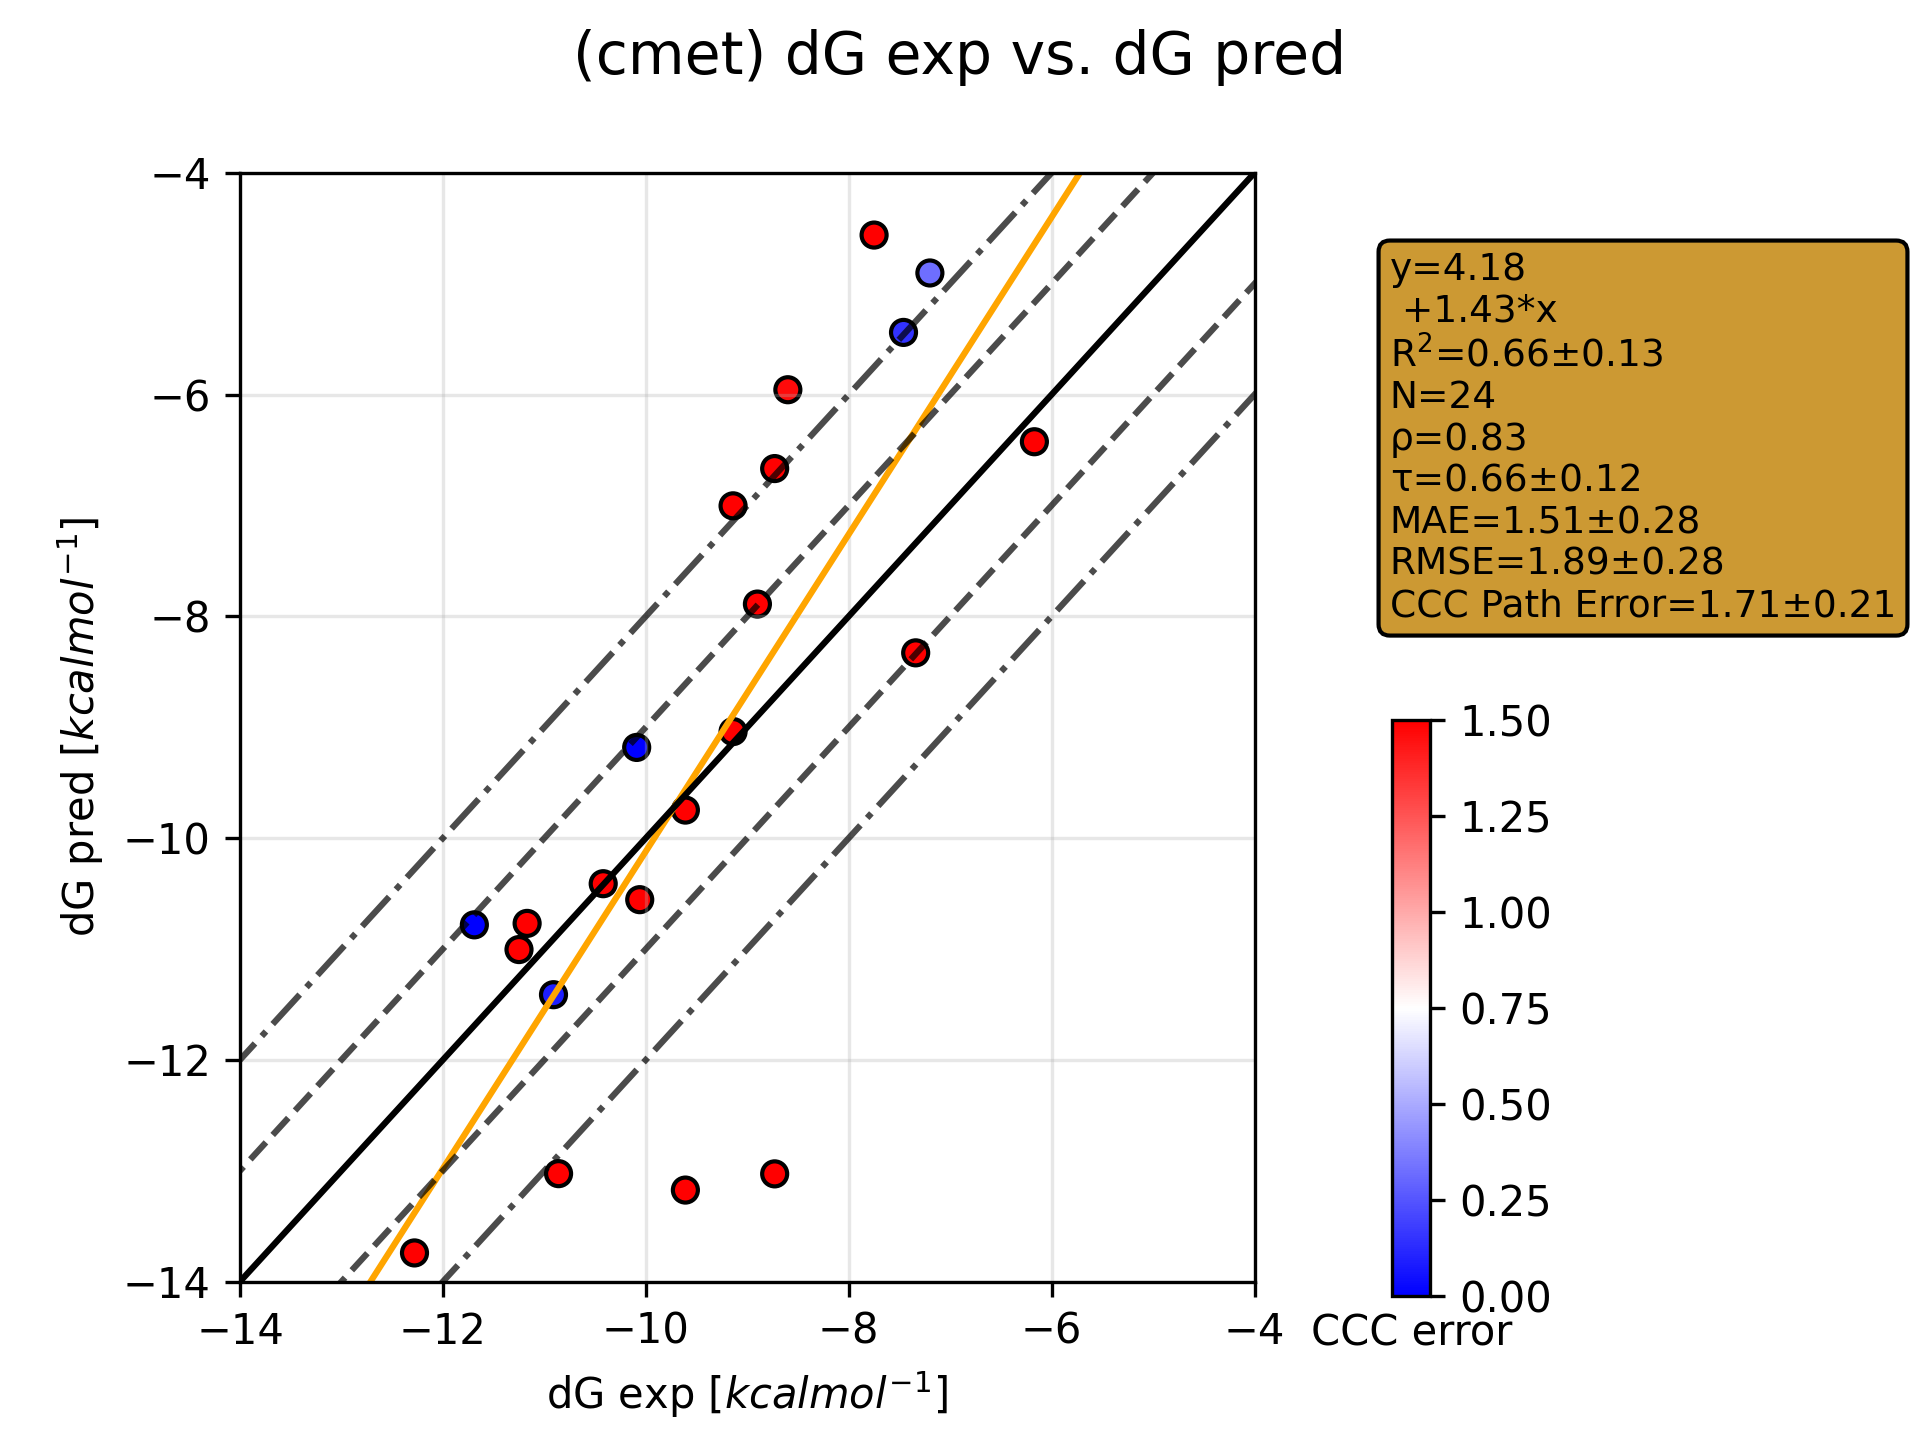 (cmet) dG exp vs. dG pred
−4
−6
−8
−10
−12
−14
dG pred [kcalmol⁻¹]
−14 −12 −10 −8 −6 −4
dG exp [kcalmol⁻¹]
y=4.18
+1.43*x
R²=0.66±0.13
N=24
ρ=0.83
τ=0.66±0.12
MAE=1.51±0.28
RMSE=1.89±0.28
CCC Path Error=1.71±0.21
1.50
1.25
1.00
0.75
0.50
0.25
0.00
CCC error